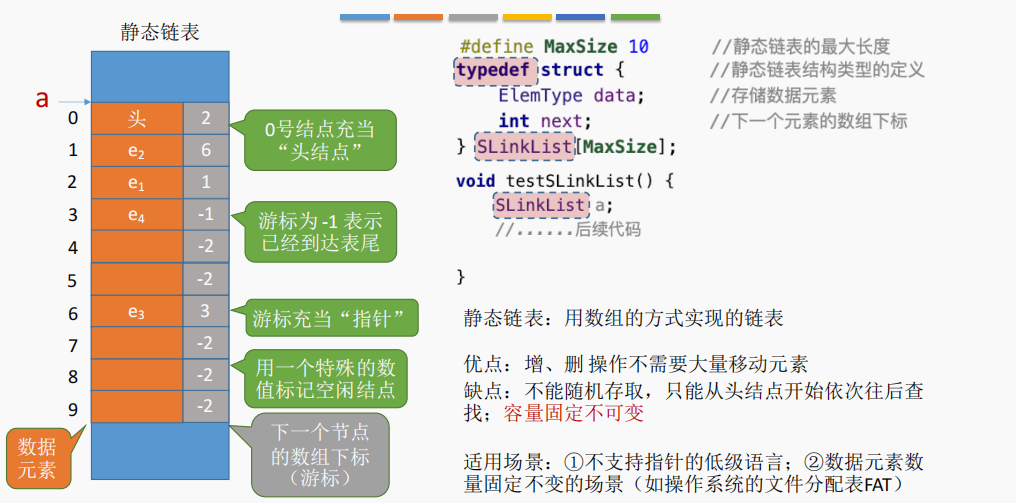 静态链表
a
0 头 2
1 e2 6
2 e1 1
3 e4 -1
4 -2
5 -2
6 e3 3
7 -2
8 -2
9 -2
0号结点充当
“头结点”
游标为 -1 表示
已经到达表尾
游标充当“指针”
用一个特殊的数
值标记空闲结点
数据
元素
下一个节点
的数组下标
（游标）
#define MaxSize 10 //静态链表的最大长度
typedef struct { //静态链表结构类型的定义
ElemType data; //存储数据元素
int next; //下一个元素的数组下标
} SLinkList[MaxSize];
void testSLinkList() {
SLinkList a;
//......后续代码
}
静态链表：用数组的方式实现的链表
优点：增、删 操作不需要大量移动元素
缺点：不能随机存取，只能从头结点开始依次往后查
找；容量固定不可变
适用场景：①不支持指针的低级语言；②数据元素数
量固定不变的场景（如操作系统的文件分配表FAT）